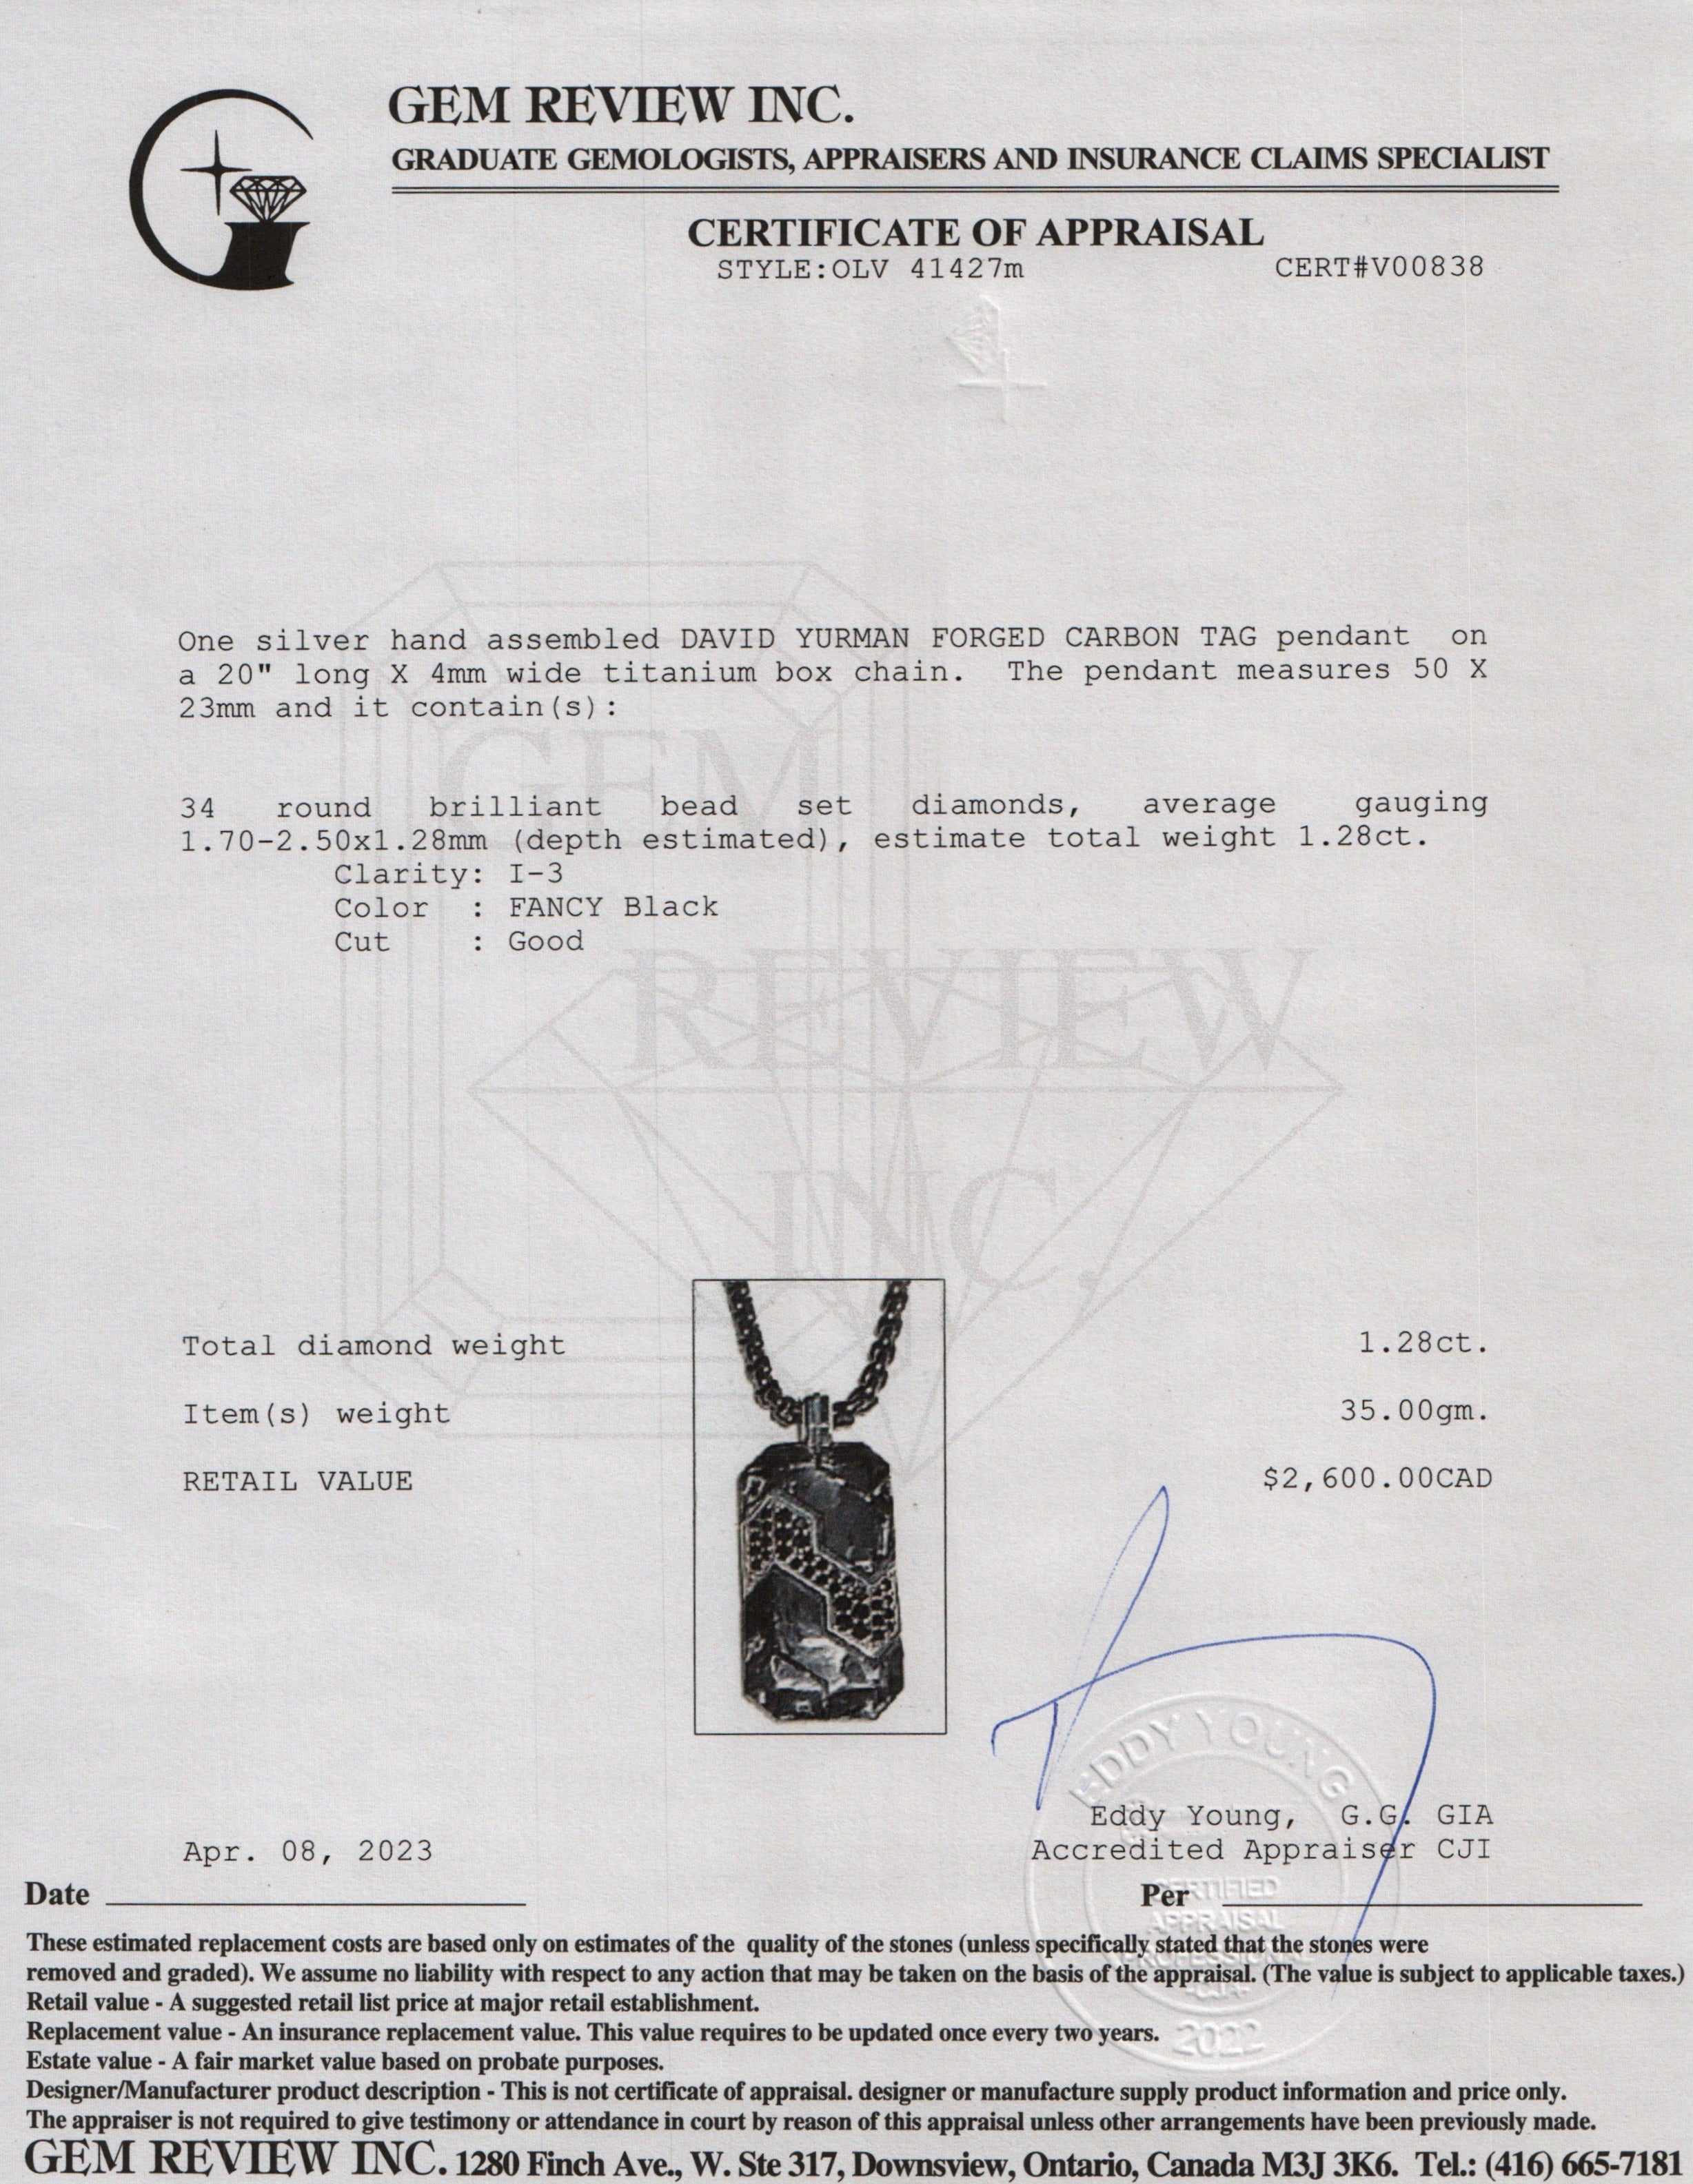 GEM REVIEW INC.
GRADUATE GEMOLOGISTS, APPRAISERS AND INSURANCE CLAIMS SPECIALIST
CERTIFICATE OF APPRAISAL
STYLE:OLV 41427m CERT#V00838
One silver hand assembled DAVID YURMAN FORGED CARBON TAG pendant on
a 20" long X 4mm wide titanium box chain. The pendant measures 50 X
23mm and it contain(s):
34 round brilliant bead set diamonds, average gauging
1.70-2.50x1.28mm (depth estimated), estimate total weight 1.28ct.
Clarity: I-3
Color : FANCY Black
Cut : Good
GEM
REVIEW
INC.
Total diamond weight 1.28ct.
Item(s) weight 35.00gm.
RETAIL VALUE $2,600.00CAD
EDDY YOUNG
Eddy Young, G.G. GIA
Apr. 08, 2023 Accredited Appraiser CJI
Date Per
CERTIFIED
APPRAISAL
PROFESSIONAL
2022
These estimated replacement costs are based only on estimates of the quality of the stones (unless specifically stated that the stones were
removed and graded). We assume no liability with respect to any action that may be taken on the basis of the appraisal. (The value is subject to applicable taxes.)
Retail value - A suggested retail list price at major retail establishment.
Replacement value - An insurance replacement value. This value requires to be updated once every two years.
Estate value - A fair market value based on probate purposes.
Designer/Manufacturer product description - This is not certificate of appraisal. designer or manufacture supply product information and price only.
The appraiser is not required to give testimony or attendance in court by reason of this appraisal unless other arrangements have been previously made.
GEM REVIEW INC. 1280 Finch Ave., W. Ste 317, Downsview, Ontario, Canada M3J 3K6. Tel.: (416) 665-7181